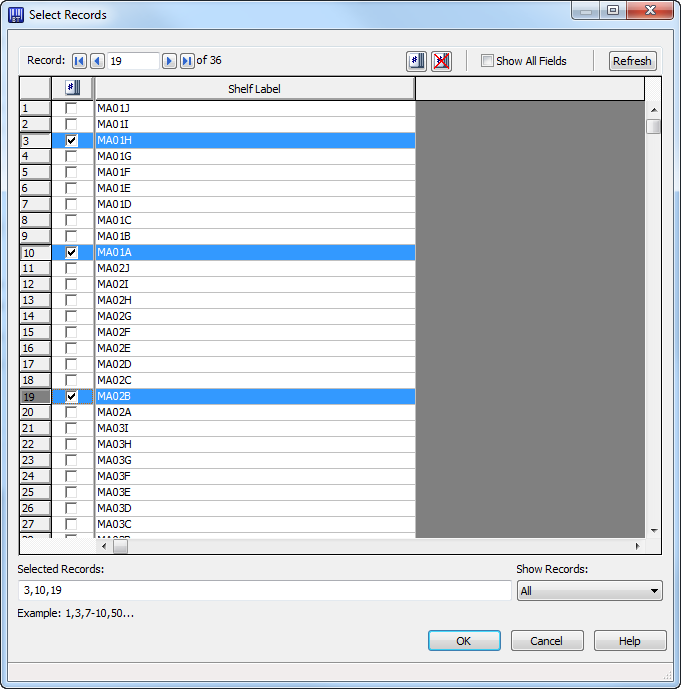 Select Records
Record: 19 of 36 Show All Fields Refresh
# Shelf Label
1 MA01J
2 MA01I
3 MA01H
4 MA01G
5 MA01F
6 MA01E
7 MA01D
8 MA01C
9 MA01B
10 MA01A
11 MA02J
12 MA02I
13 MA02H
14 MA02G
15 MA02F
16 MA02E
17 MA02D
18 MA02C
19 MA02B
20 MA02A
21 MA03I
22 MA03H
23 MA03G
24 MA03F
25 MA03E
26 MA03D
27 MA03C
Selected Records: Show Records:
3,10,19 All
Example: 1,3,7-10,50...
OK Cancel Help